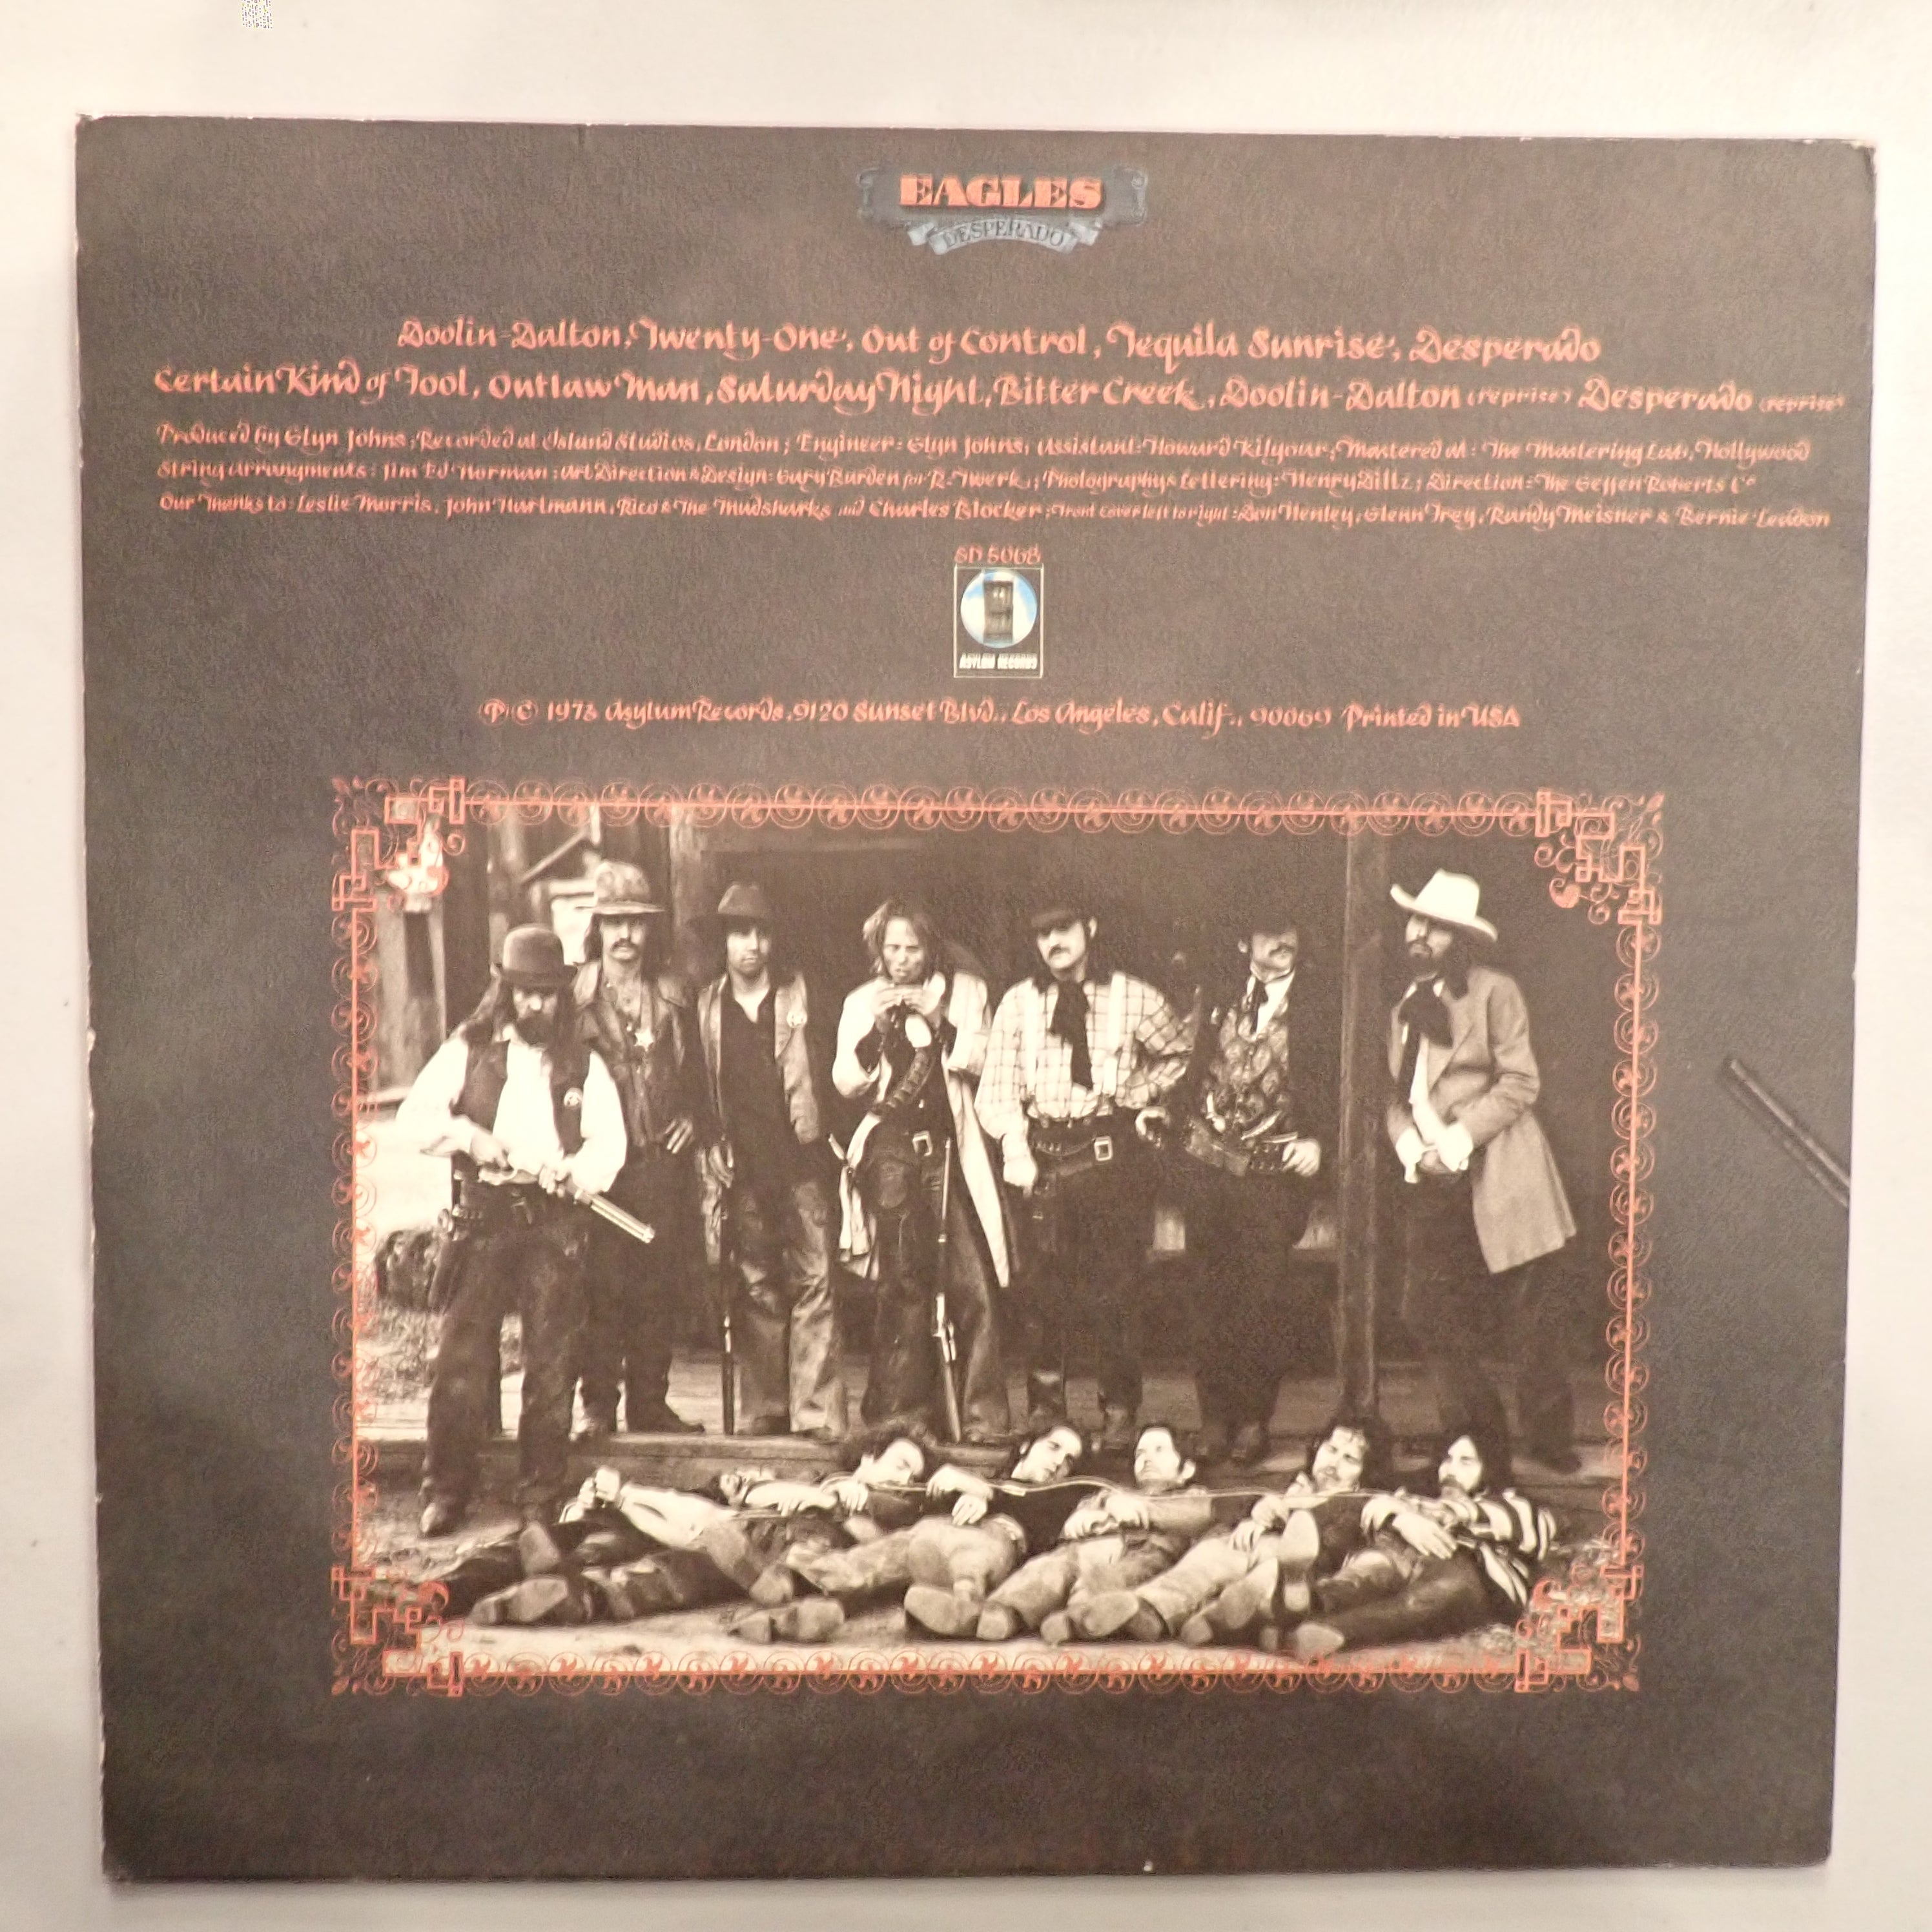 EAGLES
DESPERADO
Doolin-Dalton, Twenty-One, Out of Control, Tequila Sunrise, Desperado
Certain Kind of Fool, Outlaw Man, Saturday Night, Bitter Creek, Doolin-Dalton (reprise) Desperado (reprise)
Produced by Glyn Johns; Recorded at Island Studios, London; Engineer: Glyn Johns; Assistant: Howard Kilgour; Mastered at: The Mastering Lab, Hollywood
String Arrangments: Jim Ed Norman; Art Direction & Design: Gary Burden for R. Twerk; Photography & Lettering: Henry Diltz; Direction: The Geffen Roberts Co
Our Thanks to: Leslie Morris, John Hartmann, Rico & The Mudsharks and Charles Blocker; Front cover left to right: Don Henley, Glenn Frey, Randy Meisner & Bernie Leadon
SD 5068
ASYLUM RECORDS
Ⓟ © 1973 Asylum Records, 9120 Sunset Blvd., Los Angeles, Calif., 90069 Printed in USA